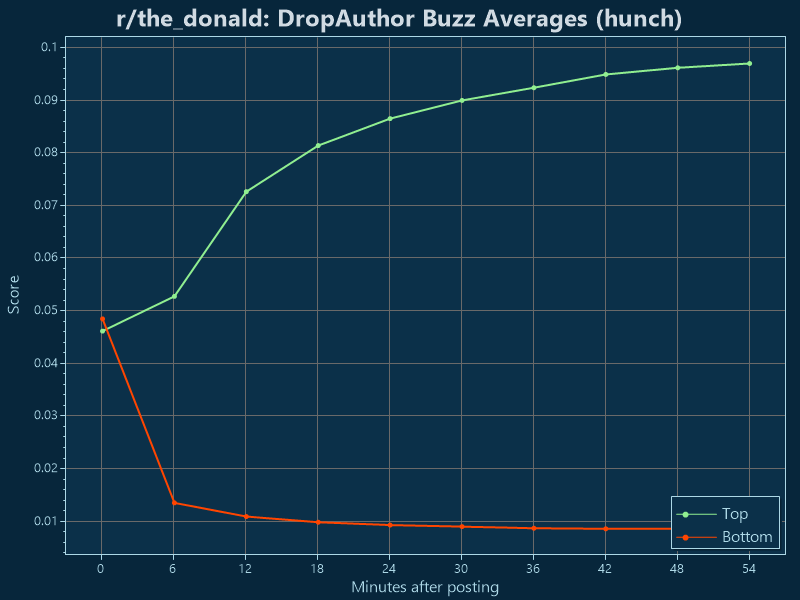 r/the_donald: DropAuthor Buzz Averages (hunch)
0.1
0.09
0.08
0.07
0.06
0.05
0.04
0.03
0.02
0.01
Score
0 6 12 18 24 30 36 42 48 54
Minutes after posting
Top
Bottom